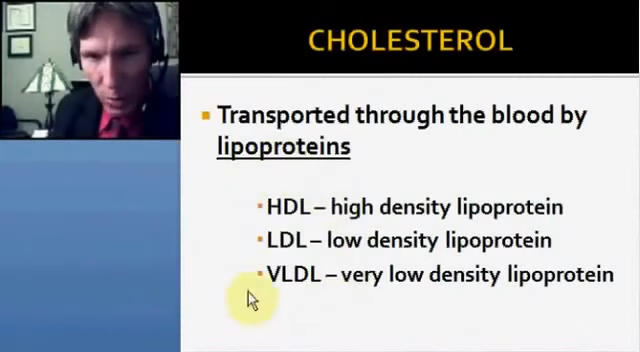 CHOLESTEROL
Transported through the blood by
lipoproteins
HDL – high density lipoprotein
LDL – low density lipoprotein
VLDL – very low density lipoprotein